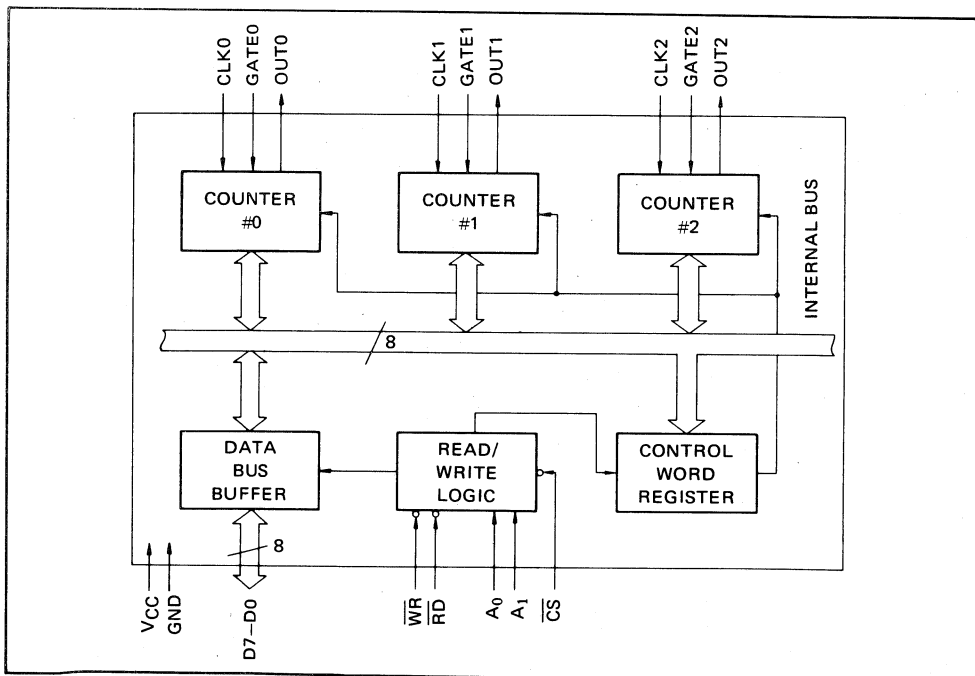 CLK0
GATE0
OUT0
CLK1
GATE1
OUT1
CLK2
GATE2
OUT2
COUNTER
#0
COUNTER
#1
COUNTER
#2
INTERNAL BUS
8
DATA
BUS
BUFFER
READ/
WRITE
LOGIC
CONTROL
WORD
REGISTER
8
VCC
GND
D7–D0
WR
RD
A0
A1
CS